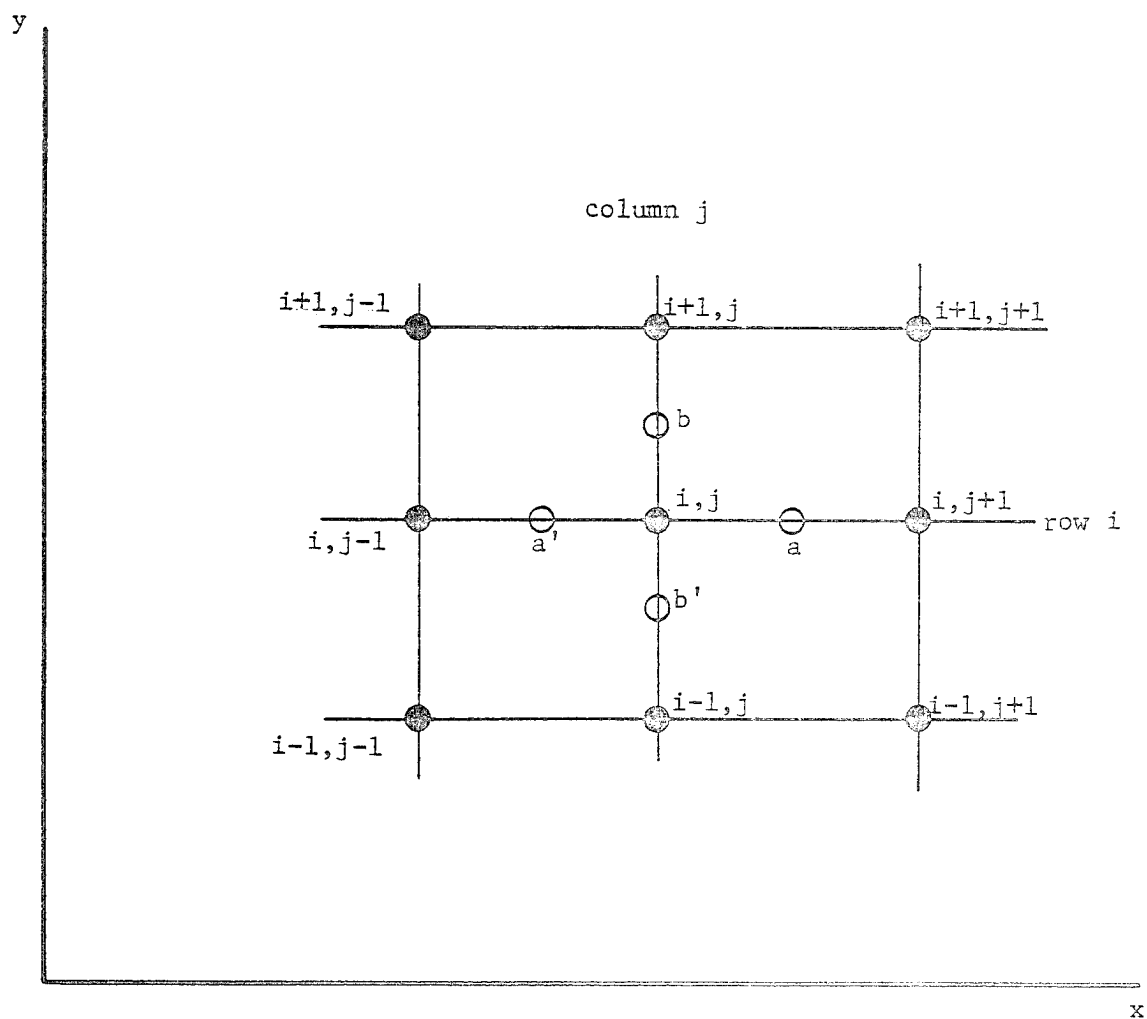 y
column j
i+1,j-1
i+1,j
i+1,j+1
b
i,j
i,j+1
row i
i,j-1
a'
a
b'
i-1,j
i-1,j+1
i-1,j-1
x